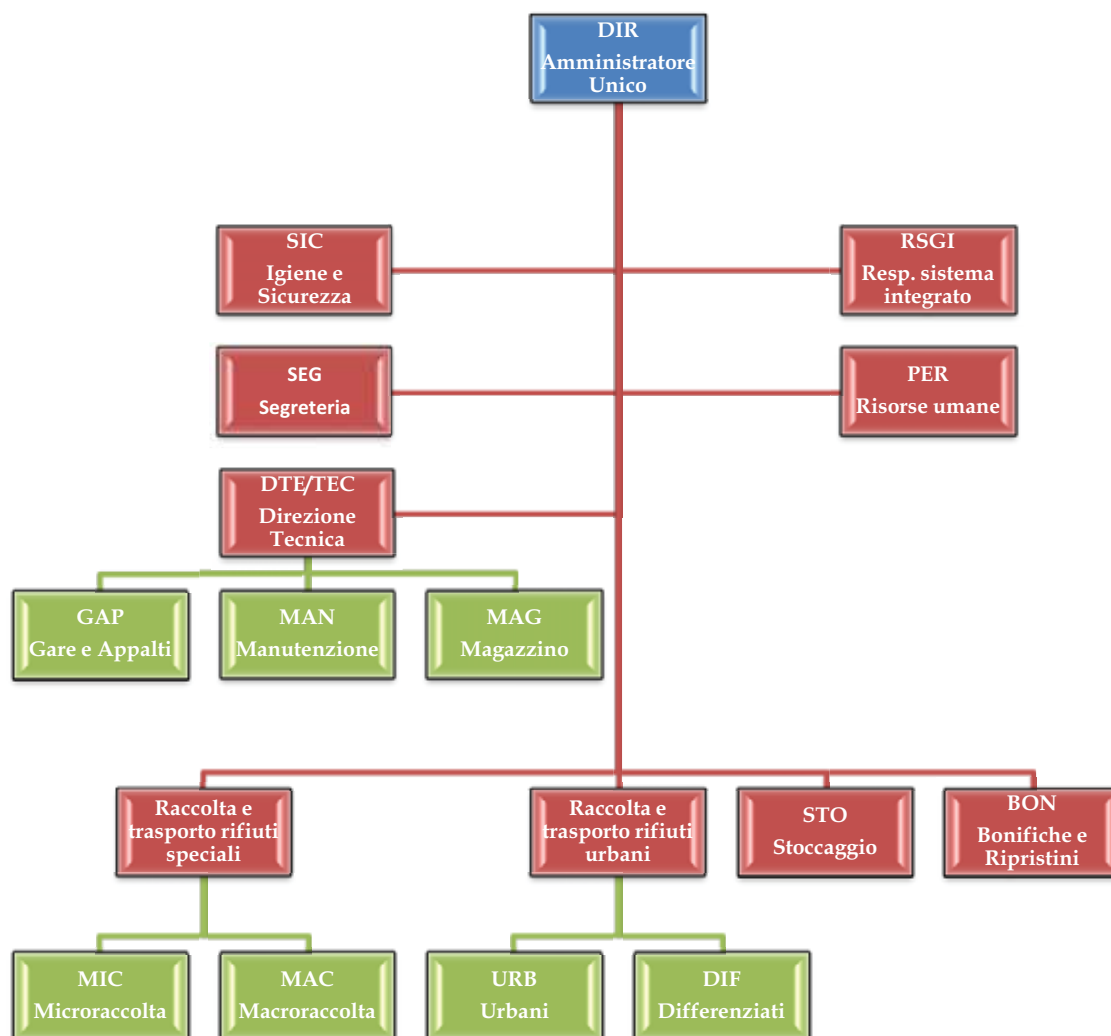 DIR
Amministratore
Unico
SIC
Igiene e
Sicurezza
RSGI
Resp. sistema
integrato
SEG
Segreteria
PER
Risorse umane
DTE/TEC
Direzione
Tecnica
GAP
Gare e Appalti
MAN
Manutenzione
MAG
Magazzino
Raccolta e
trasporto rifiuti
speciali
Raccolta e
trasporto rifiuti
urbani
STO
Stoccaggio
BON
Bonifiche e
Ripristini
MIC
Microraccolta
MAC
Macroraccolta
URB
Urbani
DIF
Differenziati